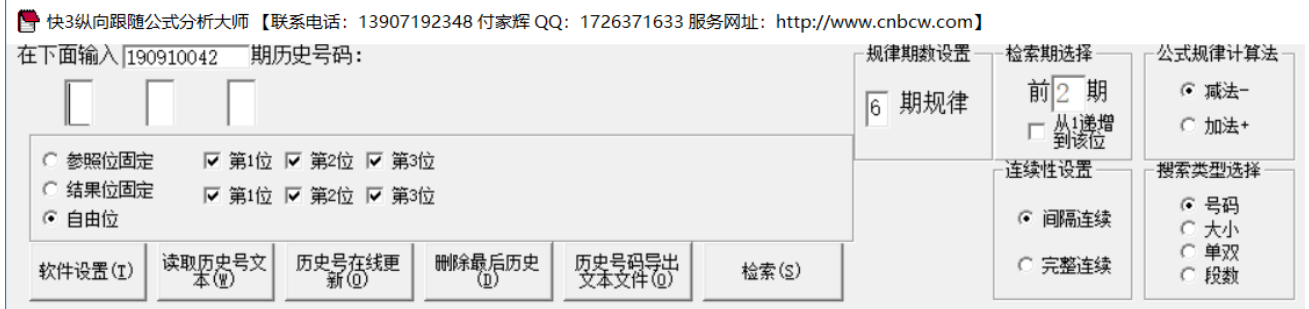 快3纵向跟随公式分析大师 【联系电话：13907192348 付家辉 QQ：1726371633 服务网址：http://www.cnbcw.com】
在下面输入 190910042 期历史号码：
规律期数设置
6 期规律
检索期选择
前 2 期
从1递增
到该位
公式规律计算法
减法-
加法+
参照位固定 第1位 第2位 第3位
结果位固定 第1位 第2位 第3位
自由位
连续性设置
间隔连续
完整连续
搜索类型选择
号码
大小
单双
段数
软件设置(T)
读取历史号文
本(W)
历史号在线更
新(O)
删除最后历史
(D)
历史号码导出
文本文件(O)
检索(S)